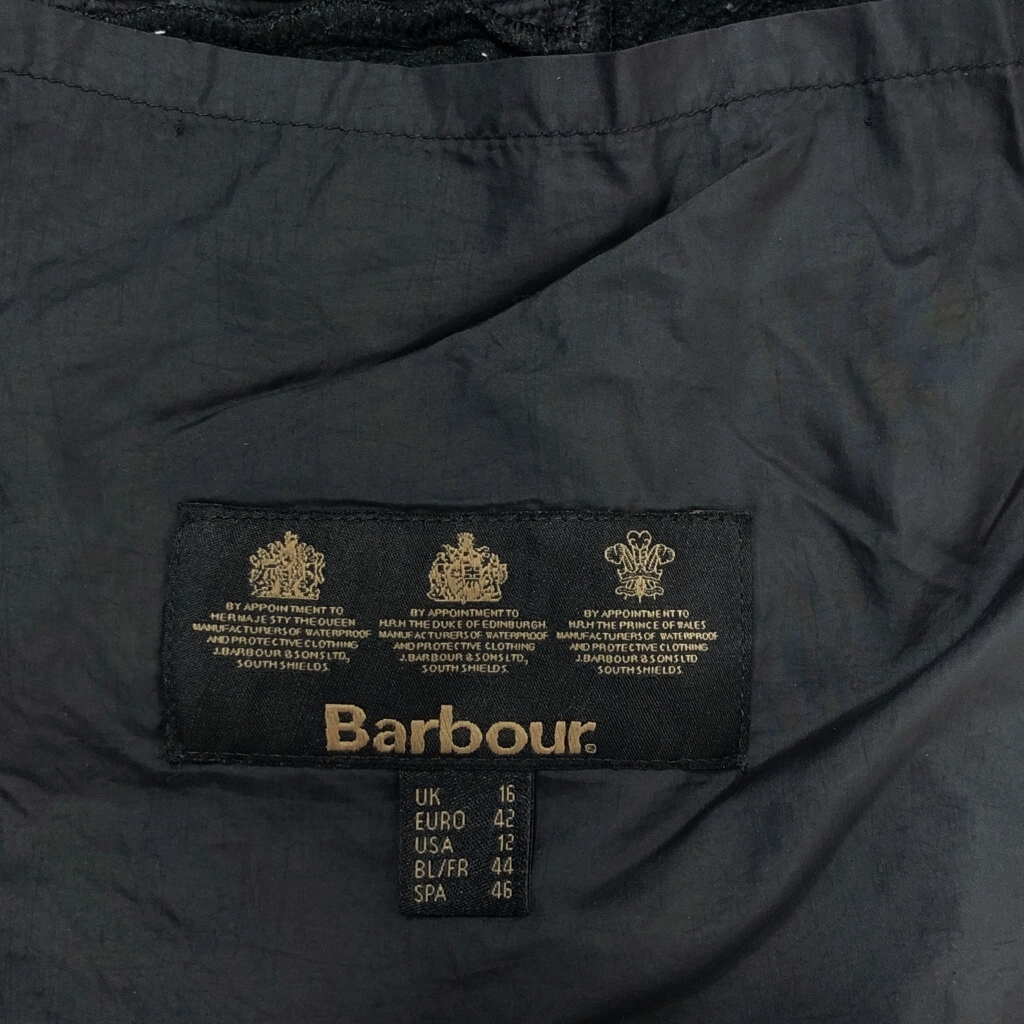 BY APPOINTMENT TO
HER MAJESTY THE QUEEN
MANUFACTURERS OF WATERPROOF
AND PROTECTIVE CLOTHING
J.BARBOUR & SONS LTD,
SOUTH SHIELDS.
BY APPOINTMENT TO
H.R.H THE DUKE OF EDINBURGH
MANUFACTURERS OF WATERPROOF
AND PROTECTIVE CLOTHING
J.BARBOUR & SONS LTD,
SOUTH SHIELDS.
BY APPOINTMENT TO
H.R.H THE PRINCE OF WALES
MANUFACTURERS OF WATERPROOF
AND PROTECTIVE CLOTHING
J.BARBOUR & SONS LTD
SOUTH SHIELDS.
Barbour®
UK 16
EURO 42
USA 12
BL/FR 44
SPA 46